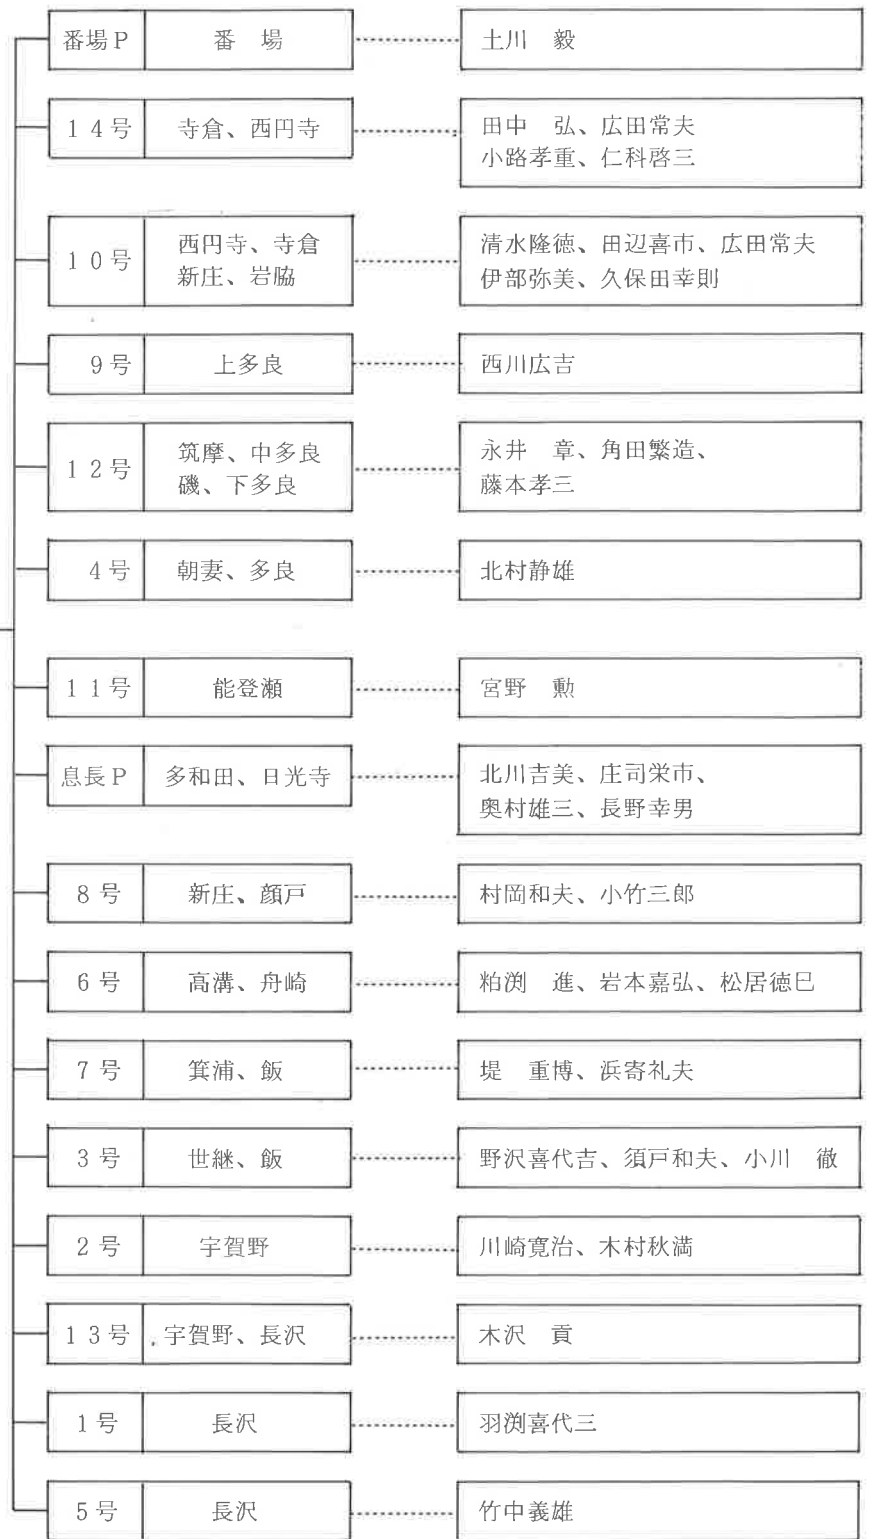 番場P 番 場 土川 毅
14号 寺倉、西円寺 田中 弘、広田常夫
小路孝重、仁科啓三
10号 西円寺、寺倉 清水隆徳、田辺喜市、広田常夫
新庄、岩脇 伊部弥美、久保田幸則
9号 上多良 西川広吉
12号 筑摩、中多良 永井 章、角田繁造、
磯、下多良 藤本孝三
4号 朝妻、多良 北村静雄
11号 能登瀬 宮野 勲
息長P 多和田、日光寺 北川吉美、庄司栄市、
奥村雄三、長野幸男
8号 新庄、顔戸 村岡和夫、小竹三郎
6号 高溝、舟崎 粕渕 進、岩本嘉弘、松居徳巳
7号 箕浦、飯 堤 重博、浜寄礼夫
3号 世継、飯 野沢喜代吉、須戸和夫、小川 徹
2号 宇賀野 川崎寛治、木村秋満
13号 宇賀野、長沢 木沢 貢
1号 長沢 羽渕喜代三
5号 長沢 竹中義雄